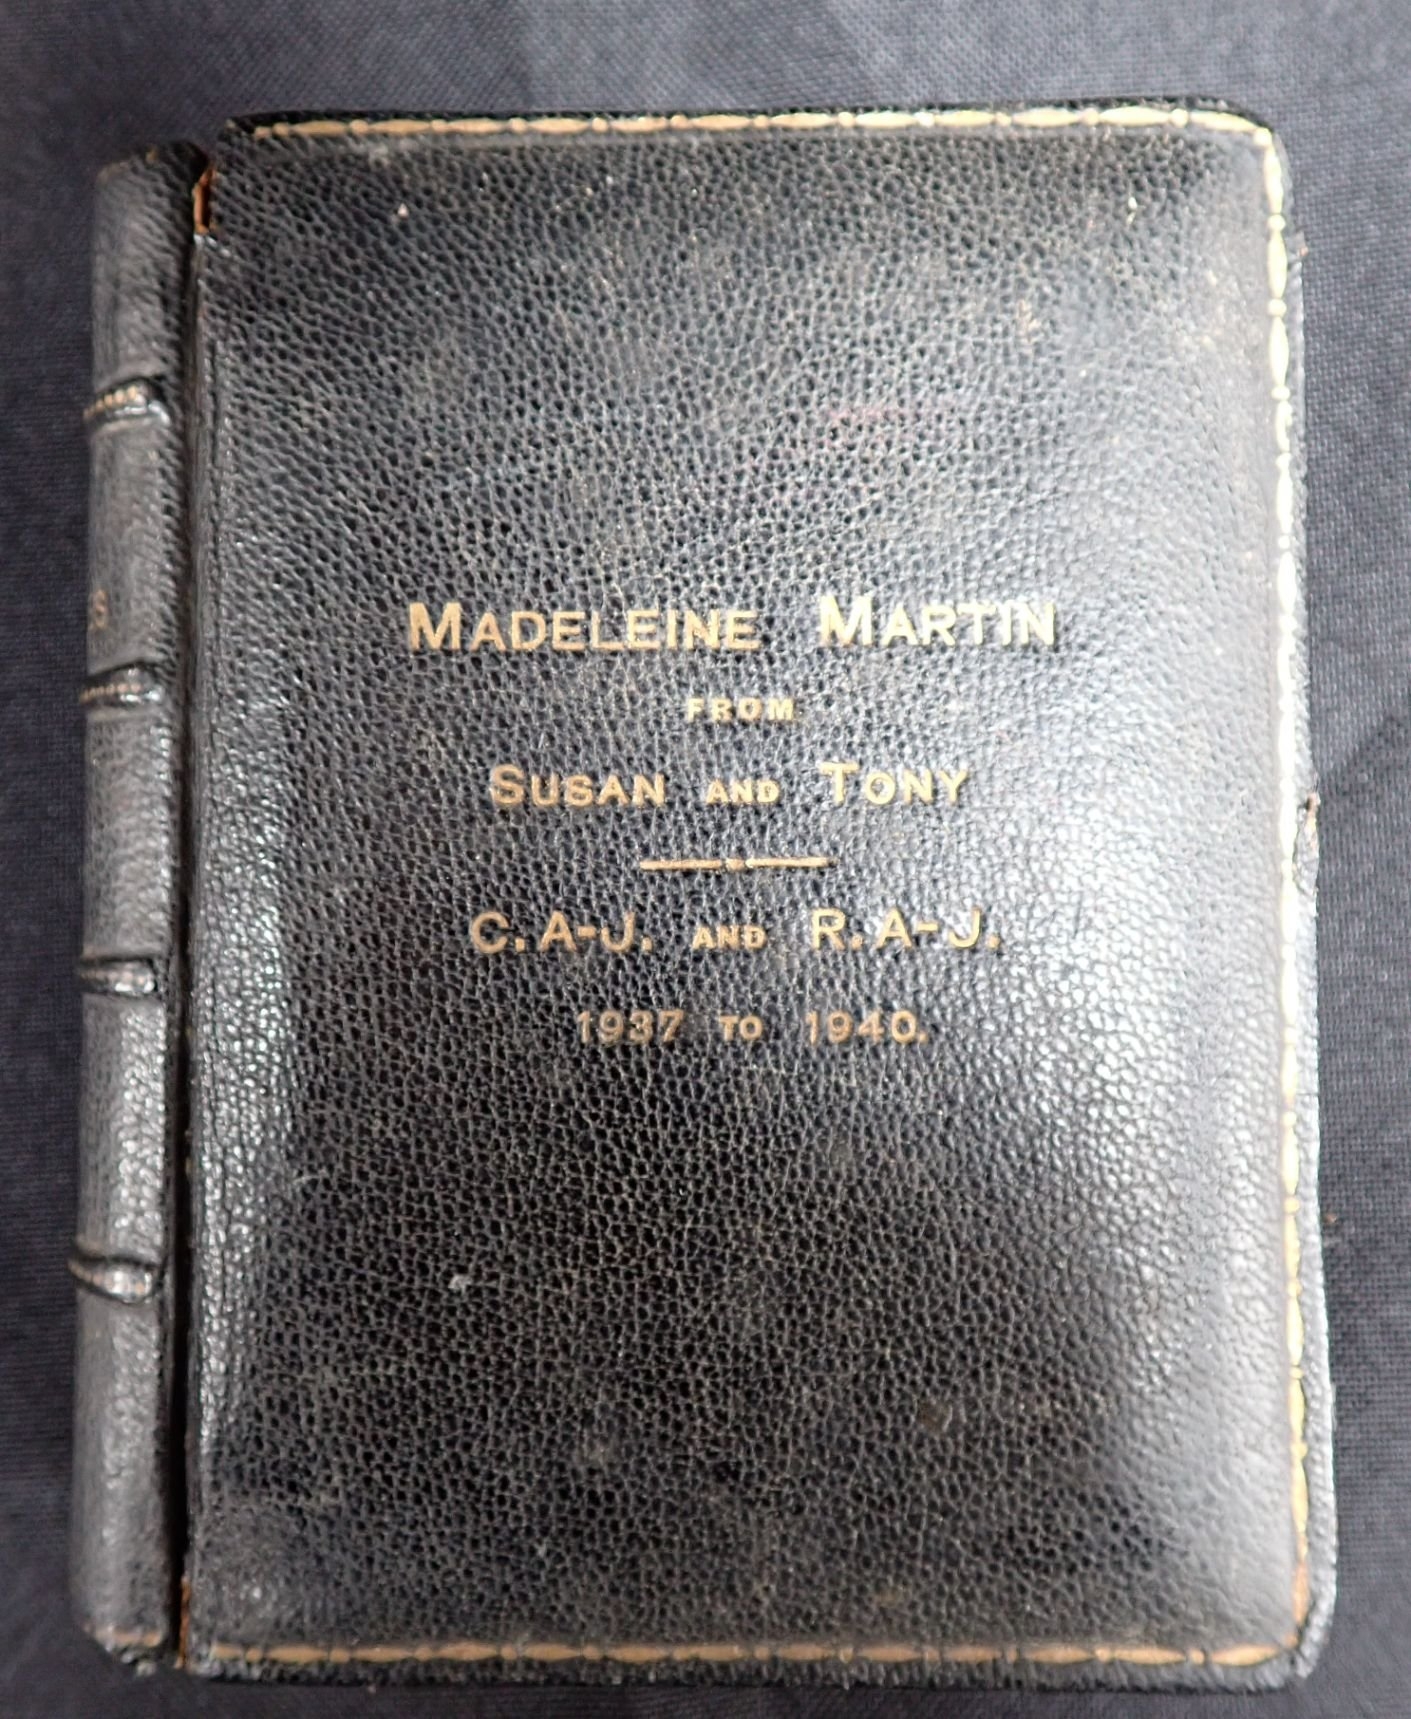 MADELEINE MARTIN
FROM
SUSAN AND TONY
C. A-J. AND R. A-J.
1937 TO 1940.